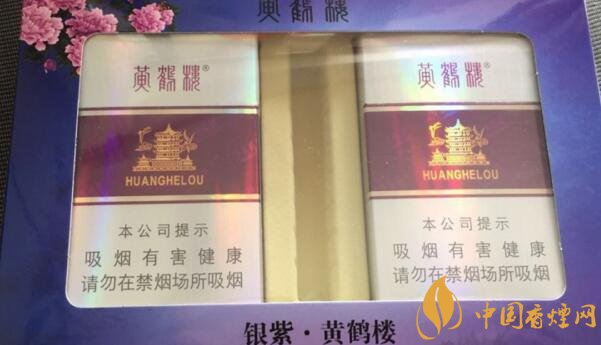 黄鹤楼
黄鹤楼®
HUANGHELOU
本公司提示
吸烟有害健康
请勿在禁烟场所吸烟
黄鹤楼®
HUANGHELOU
本公司提示
吸烟有害健康
请勿在禁烟场所吸烟
银紫·黄鹤楼
中国香烟网